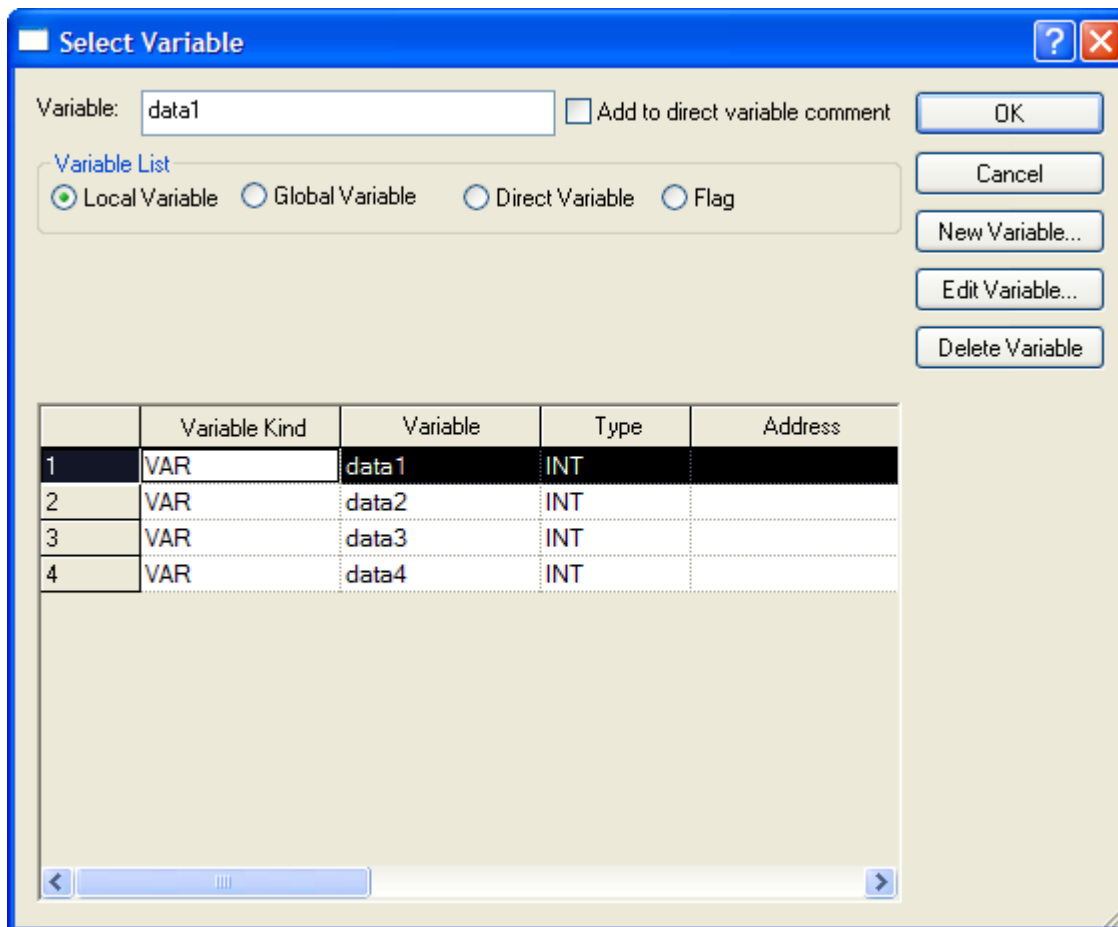 Select Variable
Variable: data1 Add to direct variable comment OK
Variable List Cancel
Local Variable Global Variable Direct Variable Flag
New Variable...
Edit Variable...
Delete Variable
Variable Kind Variable Type Address
1 VAR data1 INT
2 VAR data2 INT
3 VAR data3 INT
4 VAR data4 INT